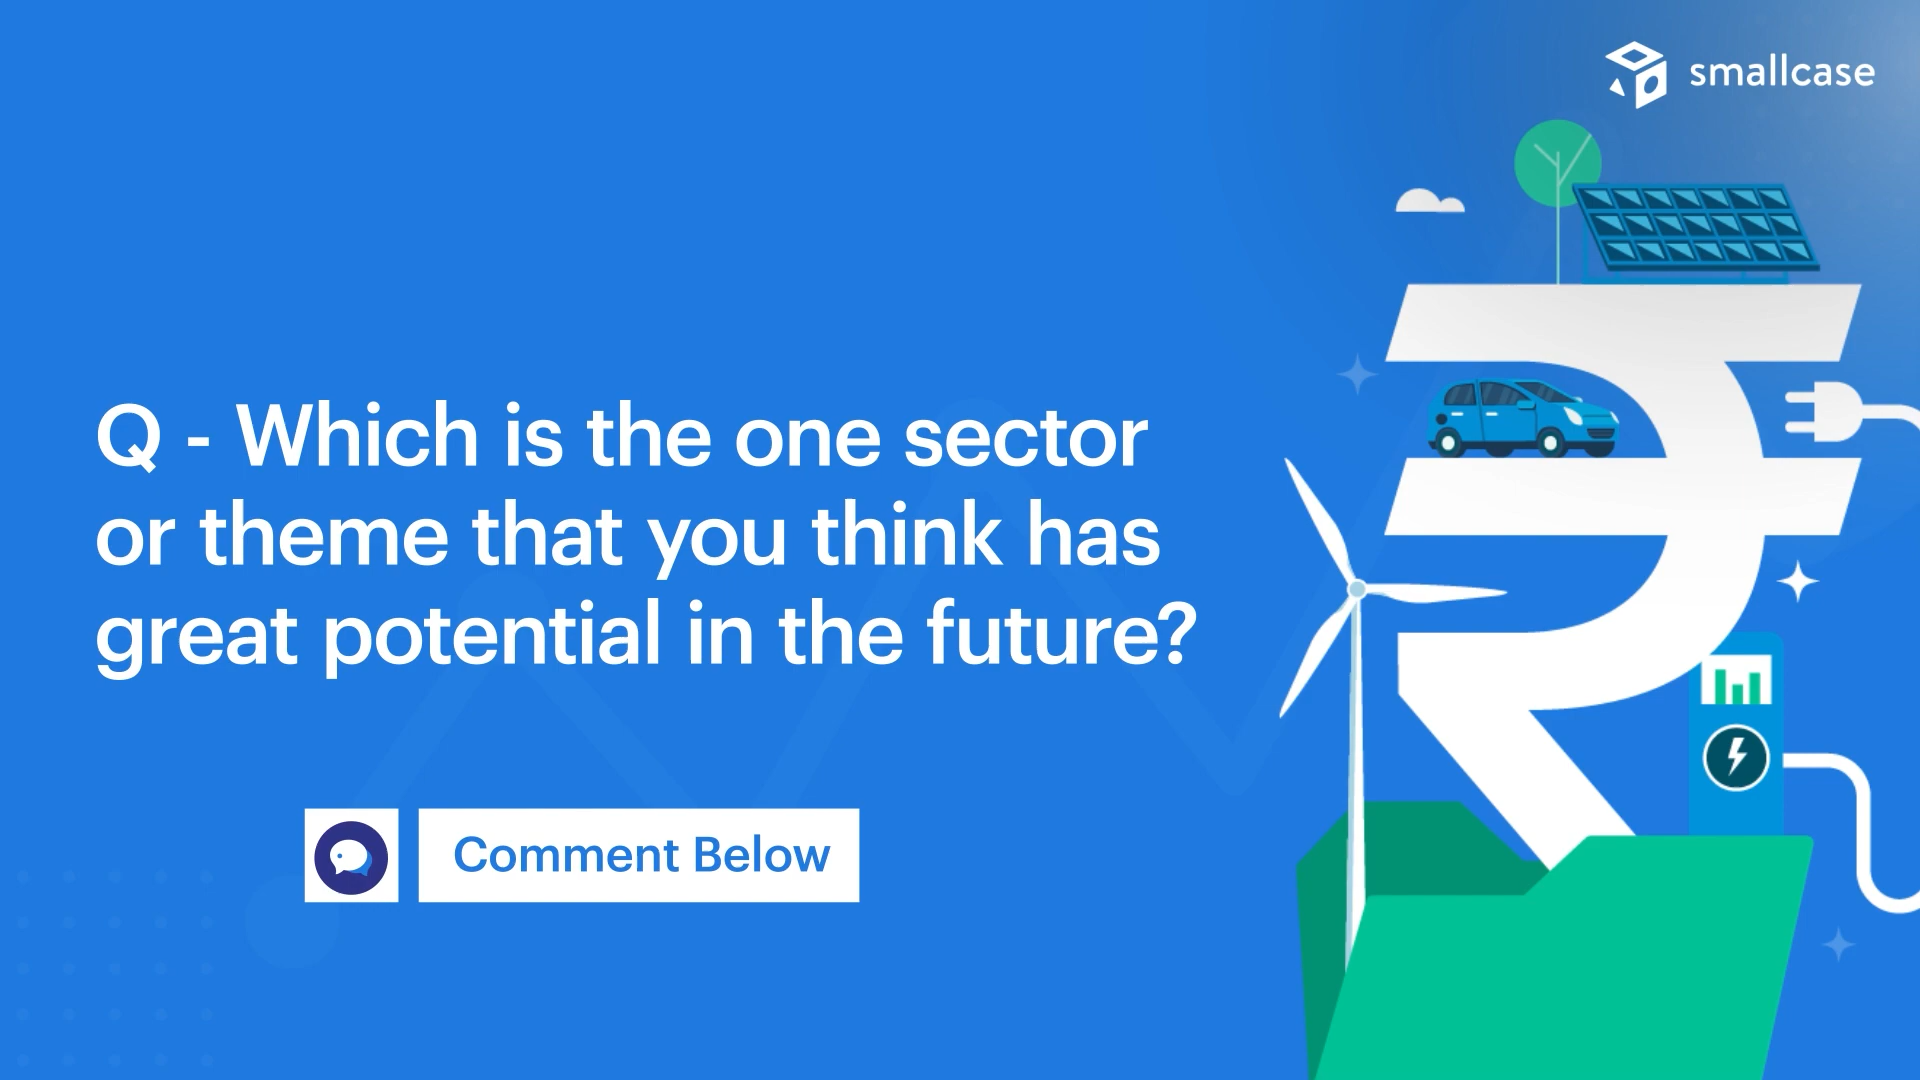 smallcase
Q - Which is the one sector
or theme that you think has
great potential in the future?
Comment Below